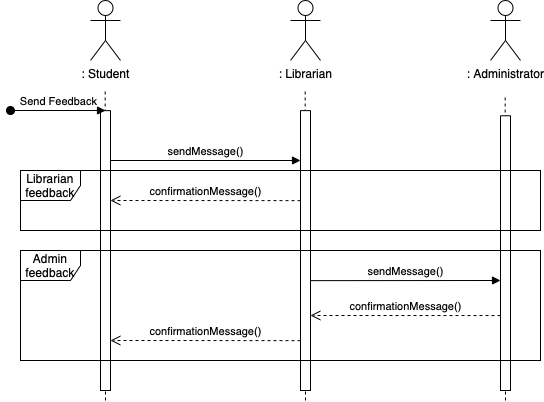 : Student
: Librarian
: Administrator
Send Feedback
sendMessage()
Librarian
feedback
confirmationMessage()
Admin
feedback
sendMessage()
confirmationMessage()
confirmationMessage()